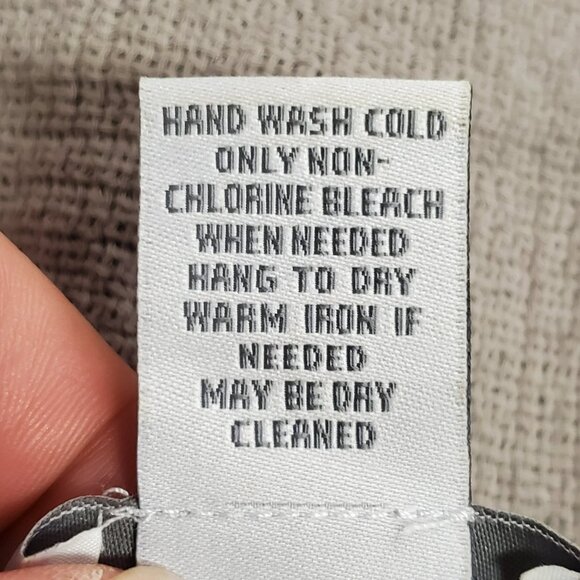 HAND WASH COLD
ONLY NON-
CHLORINE BLEACH
WHEN NEEDED
HANG TO DRY
WARM IRON IF
NEEDED
MAY BE DRY
CLEANED